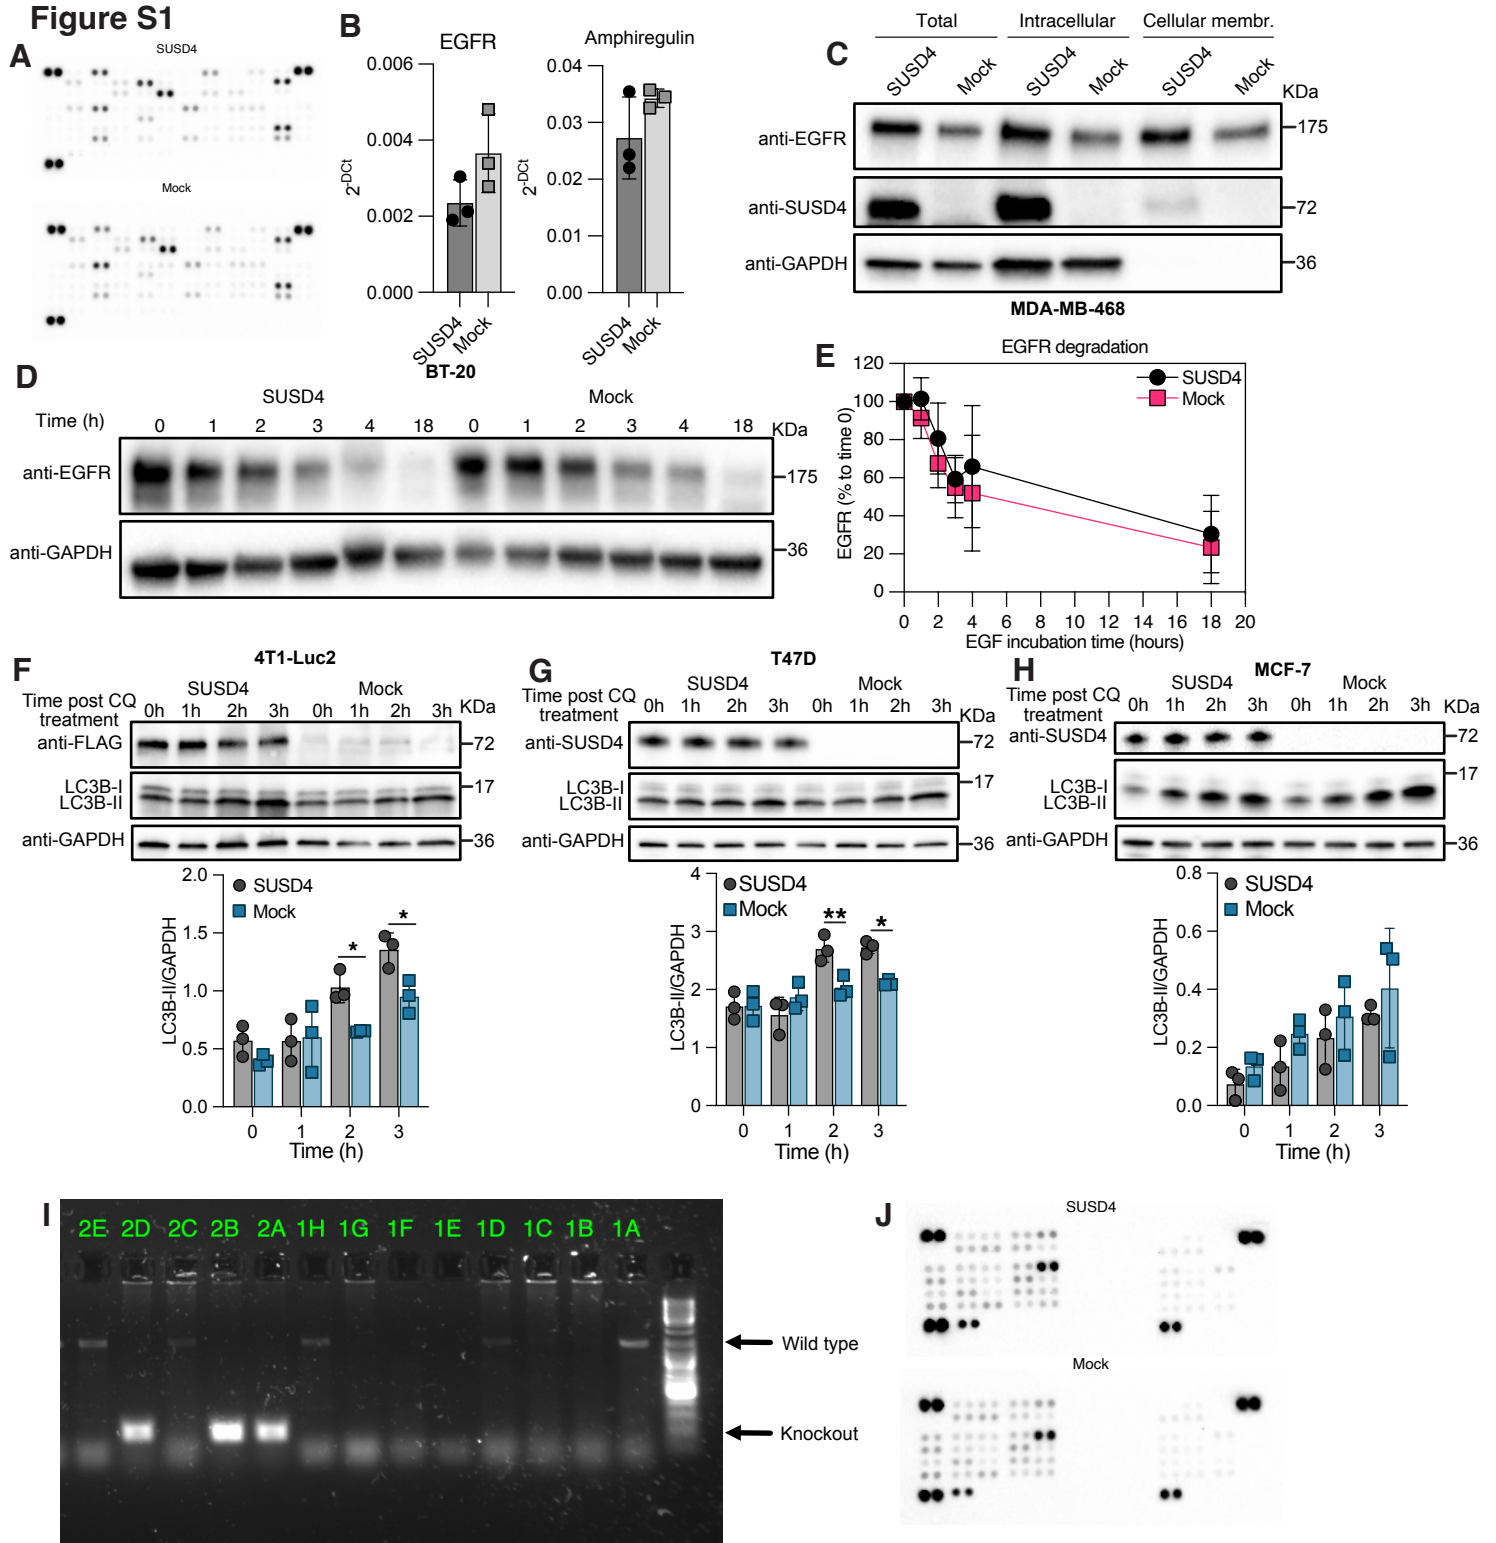 Figure S1
A
SUSD4
Mock
B
EGFR
0.006
0.004
0.002
0.000
2-DCt
SUSD4
Mock
Amphiregulin
0.04
0.03
0.02
0.01
0.00
2-DCt
SUSD4
Mock
BT-20
C
Total Intracellular Cellular membr.
SUSD4 Mock SUSD4 Mock SUSD4 Mock
KDa
anti-EGFR 175
anti-SUSD4 72
anti-GAPDH 36
MDA-MB-468
D
SUSD4 Mock
Time (h) 0 1 2 3 4 18 0 1 2 3 4 18 KDa
anti-EGFR 175
anti-GAPDH 36
E
EGFR degradation
SUSD4
Mock
120
100
80
60
40
20
0
EGFR (% to time 0)
0 2 4 6 8 10 12 14 16 18 20
EGF incubation time (hours)
F
4T1-Luc2
SUSD4 Mock
Time post CQ
treatment
0h 1h 2h 3h 0h 1h 2h 3h KDa
anti-FLAG 72
LC3B-I 17
LC3B-II
anti-GAPDH 36
SUSD4
Mock
2.0
1.5
1.0
0.5
0.0
LC3B-II/GAPDH
* *
0 1 2 3
Time (h)
G
T47D
SUSD4 Mock
Time post CQ
treatment
0h 1h 2h 3h 0h 1h 2h 3h KDa
anti-SUSD4 72
LC3B-I 17
LC3B-II
anti-GAPDH 36
SUSD4
Mock
4
3
2
1
0
LC3B-II/GAPDH
** *
0 1 2 3
Time (h)
H
MCF-7
SUSD4 Mock
Time post CQ
treatment
0h 1h 2h 3h 0h 1h 2h 3h KDa
anti-SUSD4 72
LC3B-I 17
LC3B-II
anti-GAPDH 36
SUSD4
Mock
0.8
0.6
0.4
0.2
0.0
LC3B-II/GAPDH
0 1 2 3
Time (h)
I
2E 2D 2C 2B 2A 1H 1G 1F 1E 1D 1C 1B 1A
Wild type
Knockout
J
SUSD4
Mock